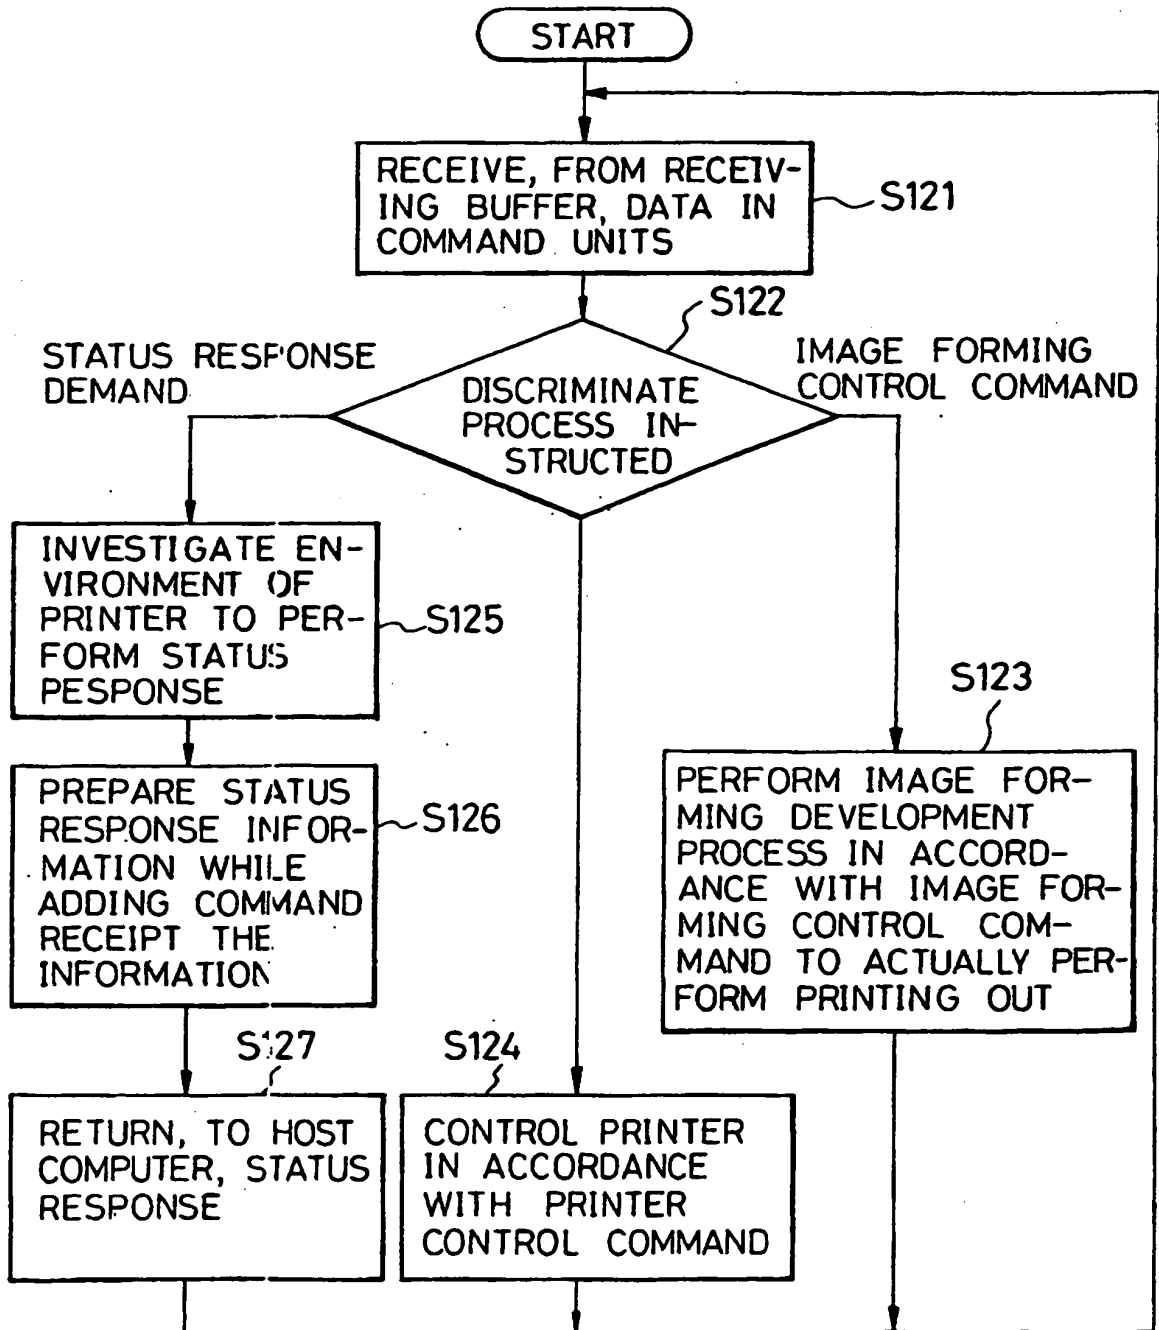 START
RECEIVE, FROM RECEIV-
ING BUFFER, DATA IN
COMMAND UNITS
S121
S122
STATUS RESPONSE
DEMAND
IMAGE FORMING
CONTROL COMMAND
DISCRIMINATE
PROCESS IN-
STRUCTED
INVESTIGATE EN-
VIRONMENT OF
PRINTER TO PER-
FORM STATUS
PESPONSE
S125
S123
PREPARE STATUS
RESPONSE INFOR-
MATION WHILE
ADDING COMMAND
RECEIPT THE
INFORMATION
S126
PERFORM IMAGE FOR-
MING DEVELOPMENT
PROCESS IN ACCORD-
ANCE WITH IMAGE FOR-
MING CONTROL COM-
MAND TO ACTUALLY PER-
FORM PRINTING OUT
S127
S124
RETURN, TO HOST
COMPUTER, STATUS
RESPONSE
CONTROL PRINTER
IN ACCORDANCE
WITH PRINTER
CONTROL COMMAND